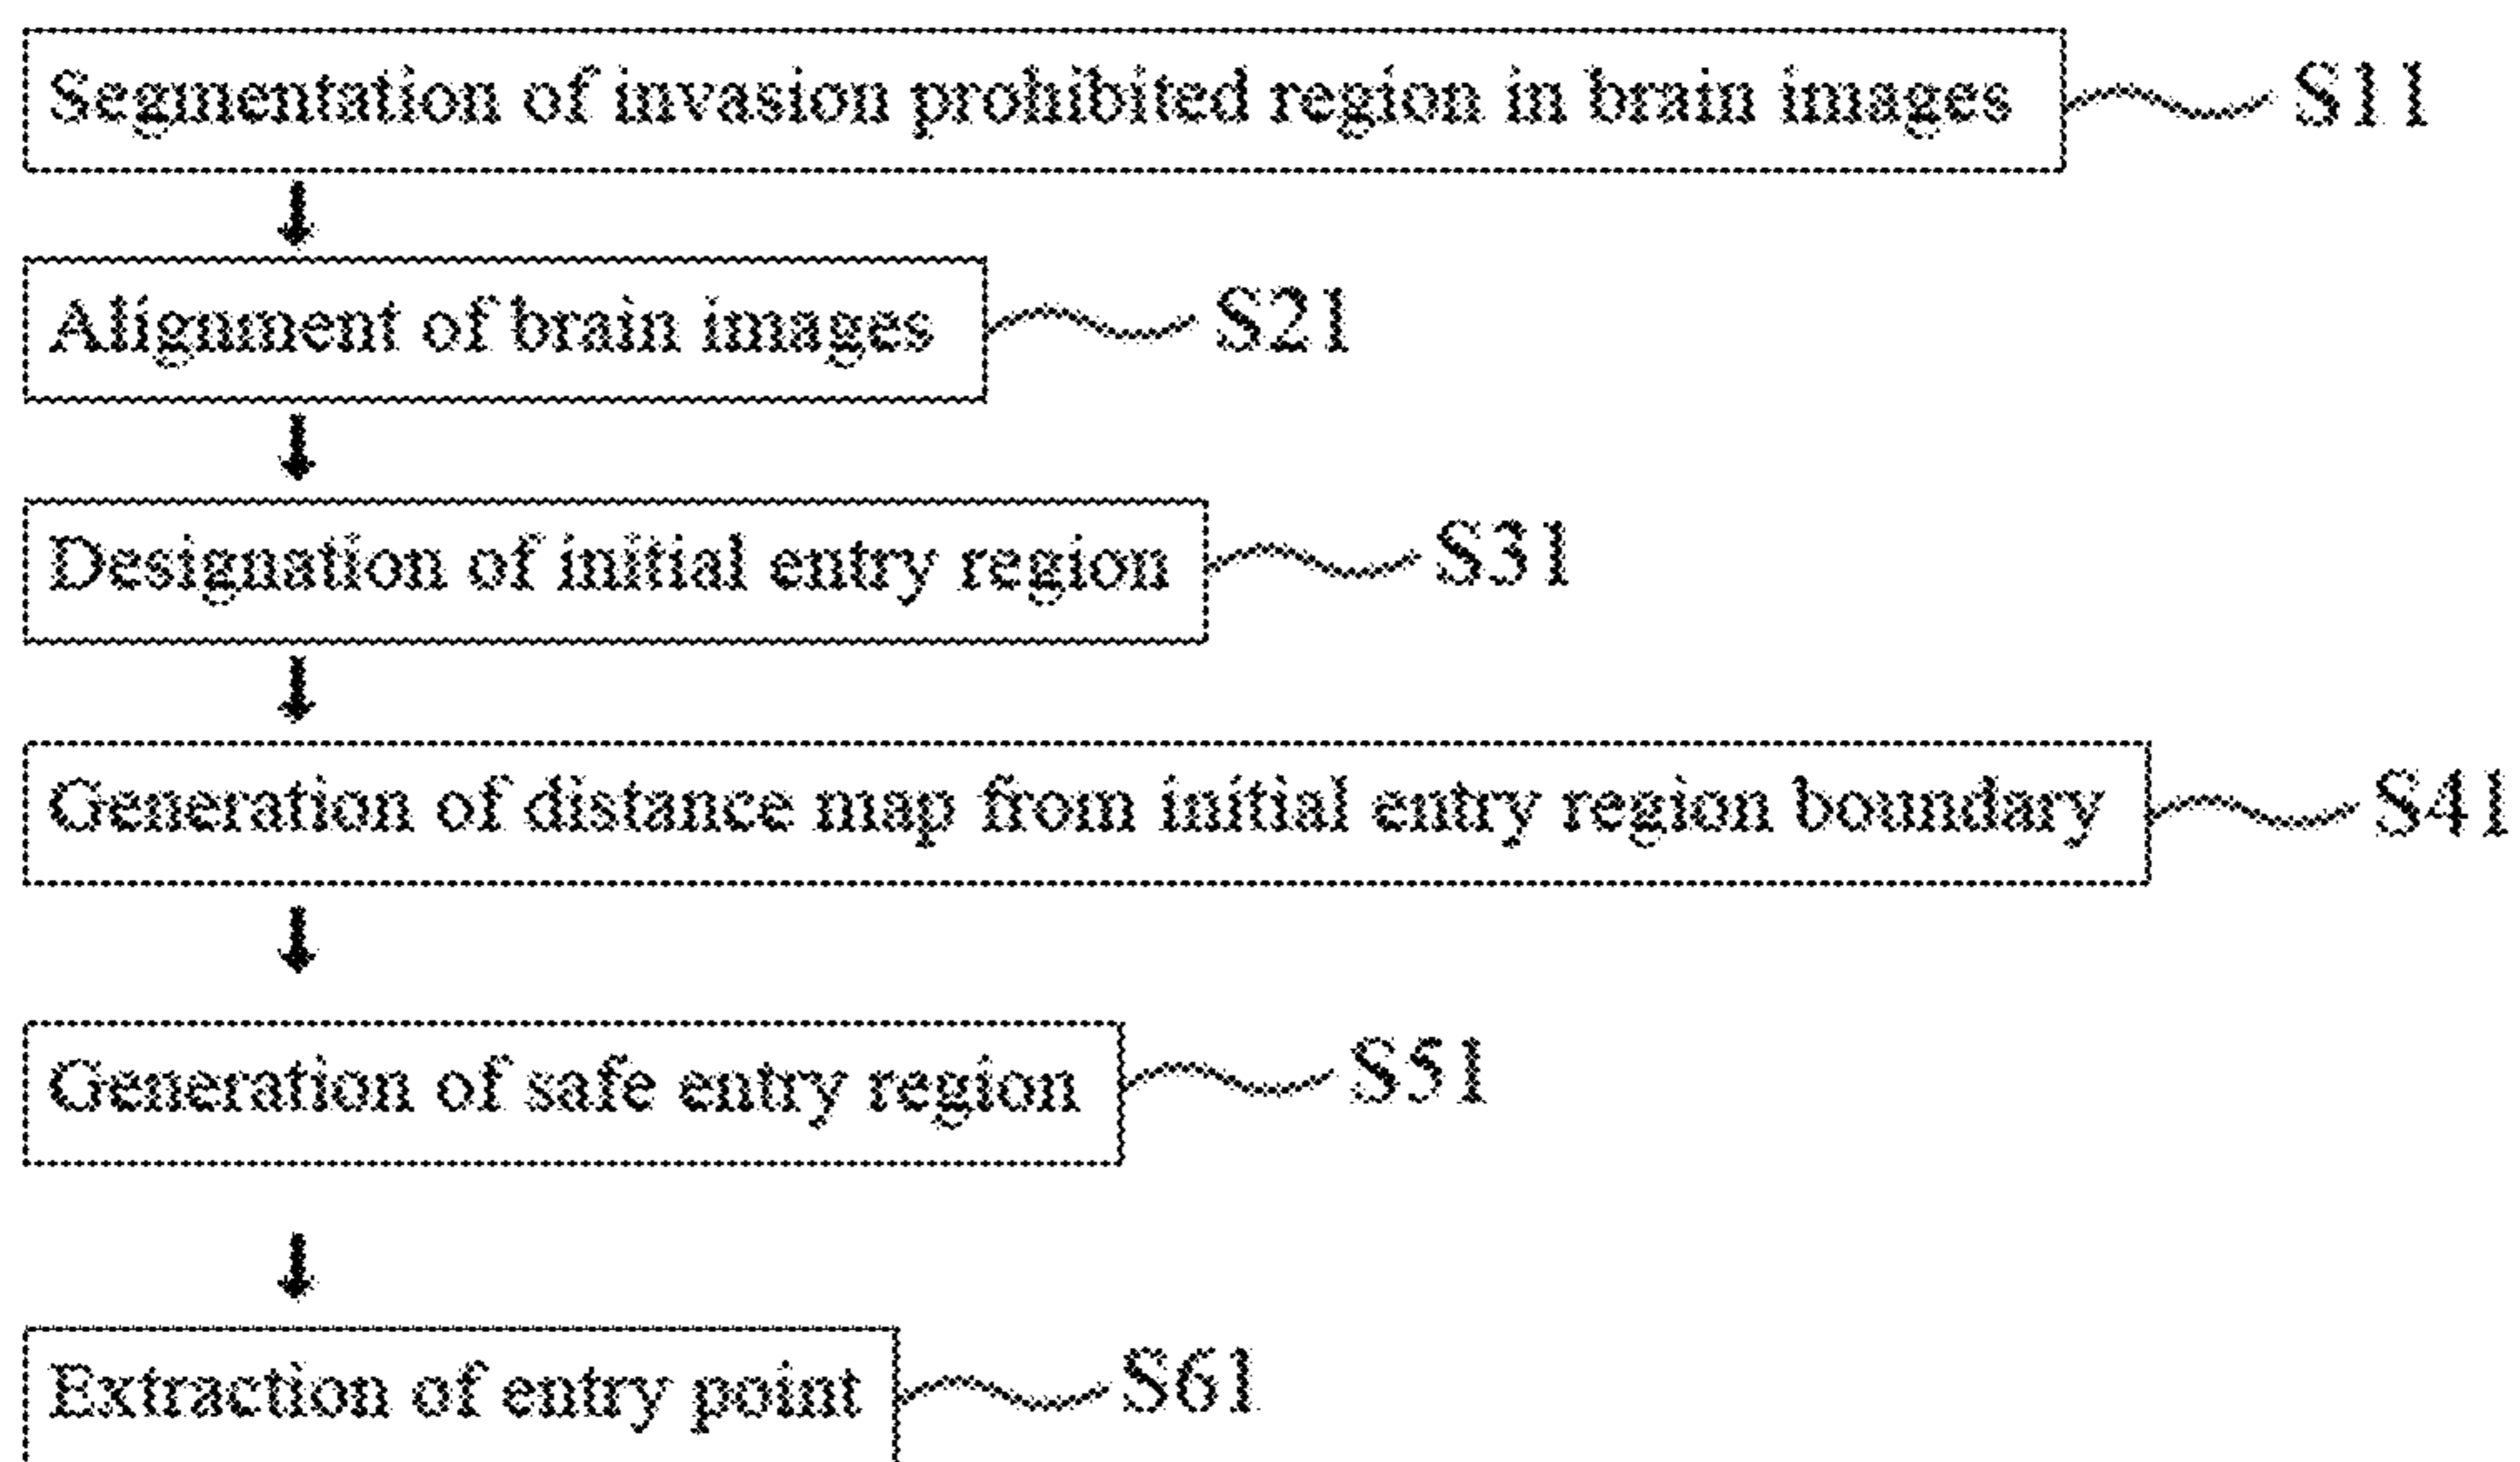 Segmentation of invasion prohibited region in brain images S11
Alignment of brain images S21
Designation of initial entry region S31
Generation of distance map from initial entry region boundary S41
Generation of safe entry region S51
Extraction of entry point S61